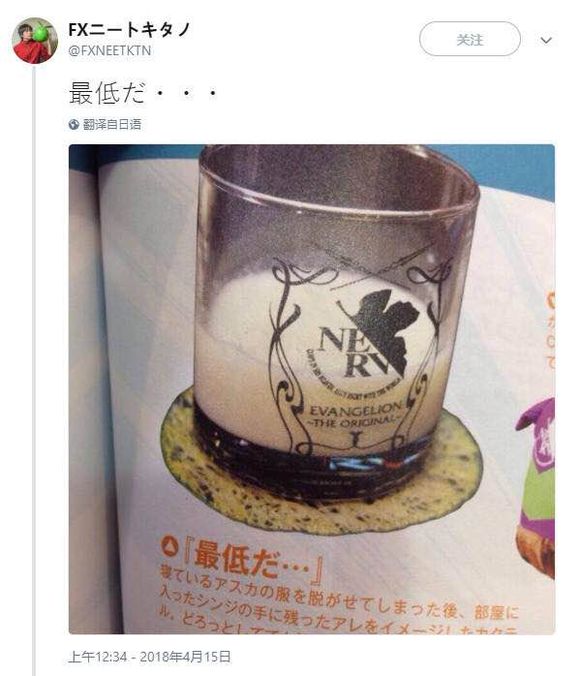 FXニートキタノ
@FXNEETKTN
关注
最低だ・・・
翻译自日语
NE
RV
EVANGELION
~THE ORIGINAL~
『最低だ…』
寝ているアスカの服を脱がせてしまった後、部屋に
入ったシンジの手に残ったアレをイメージしたカクテ
ル。どろっとして
上午12:34 - 2018年4月15日